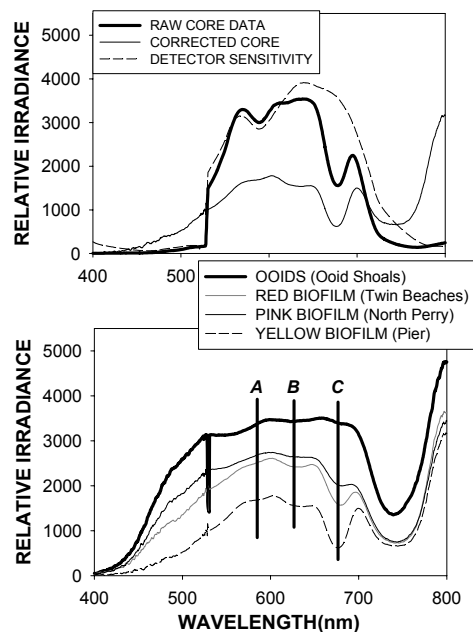 RAW CORE DATA
CORRECTED CORE
DETECTOR SENSITIVITY
RELATIVE IRRADIANCE
5000
4000
3000
2000
1000
0
400
500
OOIDS (Ooid Shoals)
RED BIOFILM (Twin Beaches)
PINK BIOFILM (North Perry)
YELLOW BIOFILM (Pier)
RELATIVE IRRADIANCE
5000
4000
3000
2000
1000
0
A
B
C
400
500
600
700
800
WAVELENGTH(nm)